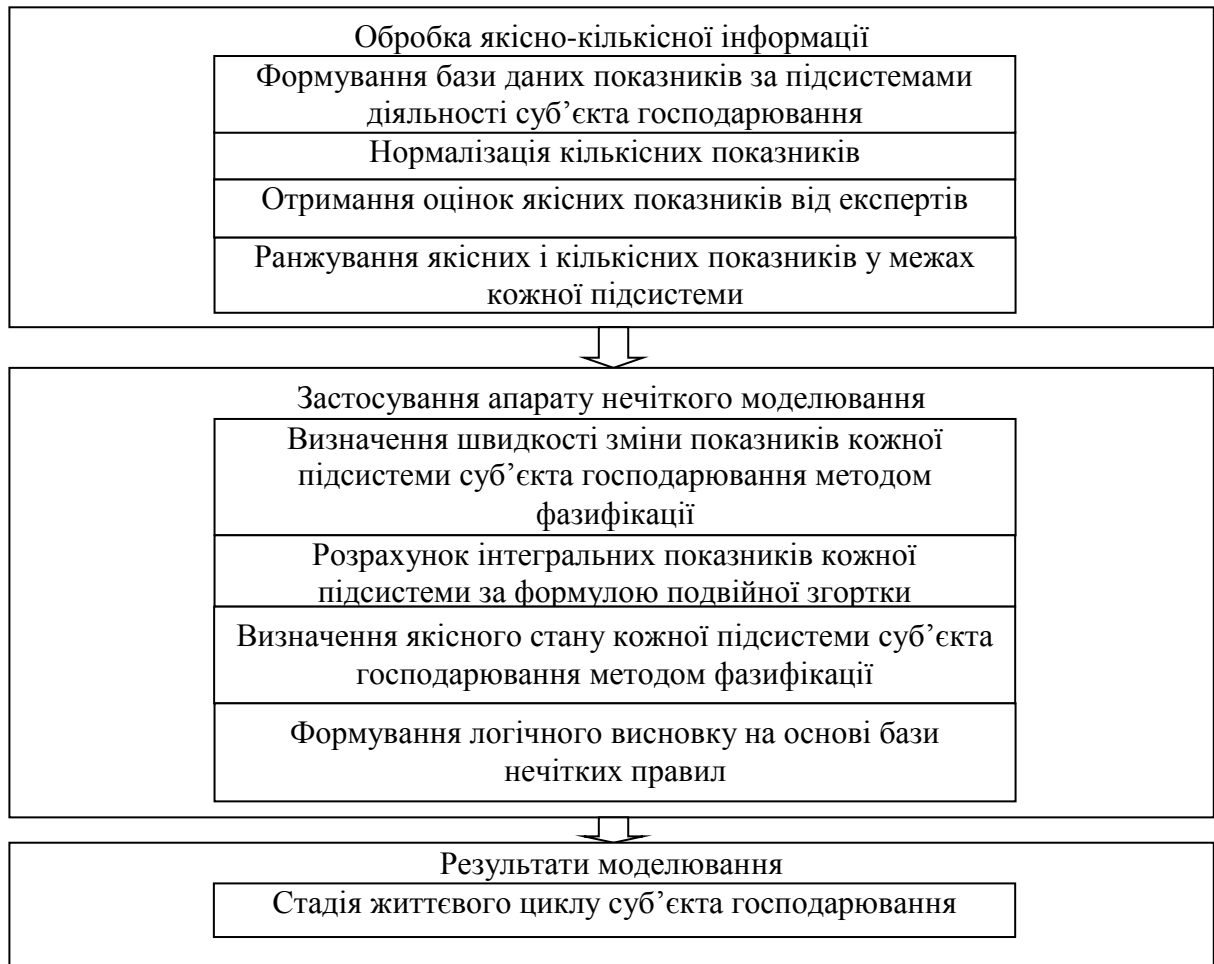 Обробка якісно-кількісної інформації
Формування бази даних показників за підсистемами
діяльності суб’єкта господарювання
Нормалізація кількісних показників
Отримання оцінок якісних показників від експертів
Ранжування якісних і кількісних показників у межах
кожної підсистеми
Застосування апарату нечіткого моделювання
Визначення швидкості зміни показників кожної
підсистеми суб’єкта господарювання методом
фазифікації
Розрахунок інтегральних показників кожної
підсистеми за формулою подвійної згортки
Визначення якісного стану кожної підсистеми суб’єкта
господарювання методом фазифікації
Формування логічного висновку на основі бази
нечітких правил
Результати моделювання
Стадія життєвого циклу суб’єкта господарювання